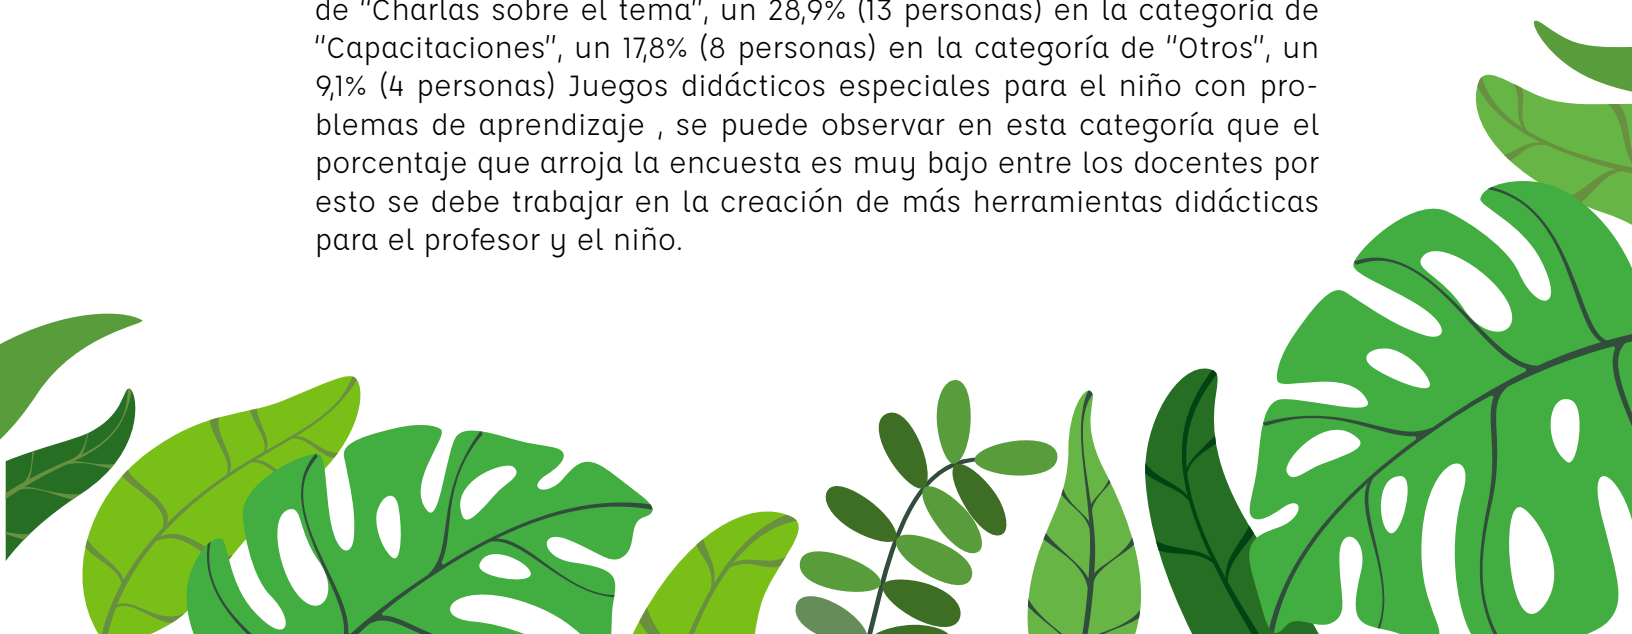 de “Charlas sobre el tema”, un 28,9% (13 personas) en la categoría de
“Capacitaciones”, un 17,8% (8 personas) en la categoría de “Otros”, un
9,1% (4 personas) Juegos didácticos especiales para el niño con pro-
blemas de aprendizaje , se puede observar en esta categoría que el
porcentaje que arroja la encuesta es muy bajo entre los docentes por
esto se debe trabajar en la creación de más herramientas didácticas
para el profesor y el niño.